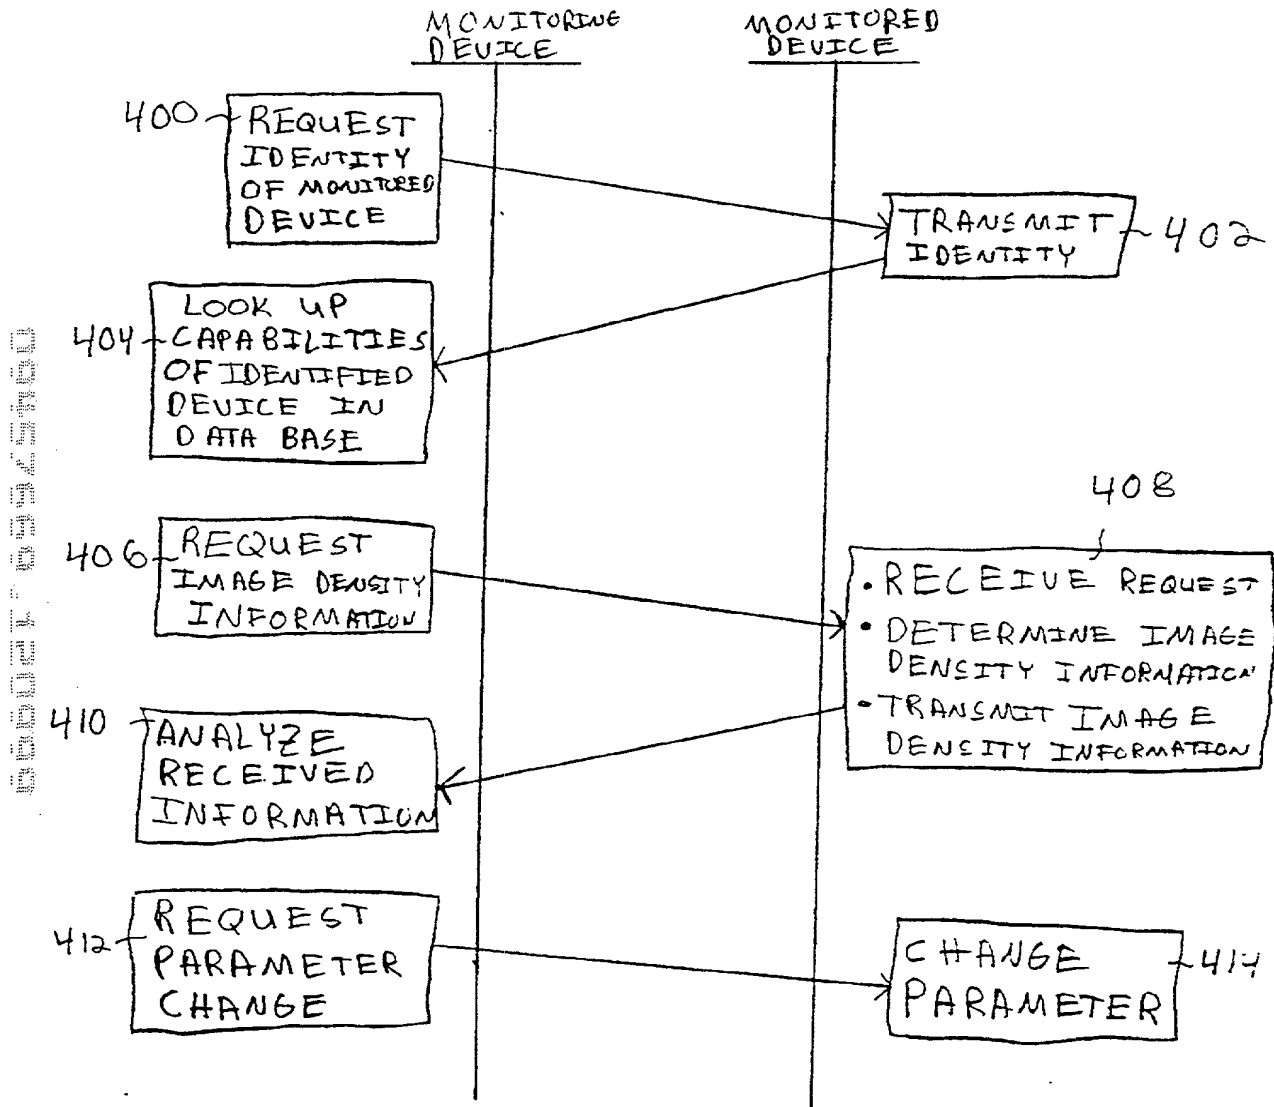 MONITORING
DEVICE
MONITORED
DEVICE
400
REQUEST
IDENTITY
OF MONITORED
DEVICE
TRANSMIT
IDENTITY
402
404
LOOK UP
CAPABILITIES
OF IDENTIFIED
DEVICE IN
DATA BASE
406
REQUEST
IMAGE DENSITY
INFORMATION
408
• RECEIVE REQUEST
• DETERMINE IMAGE
DENSITY INFORMATION
• TRANSMIT IMAGE
DENSITY INFORMATION
410
ANALYZE
RECEIVED
INFORMATION
412
REQUEST
PARAMETER
CHANGE
CHANGE
PARAMETER
414